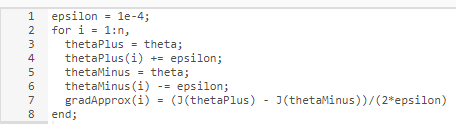 1 epsilon = 1e-4;
2 for i = 1:n,
3   thetaPlus = theta;
4   thetaPlus(i) += epsilon;
5   thetaMinus = theta;
6   thetaMinus(i) -= epsilon;
7   gradApprox(i) = (J(thetaPlus) - J(thetaMinus))/(2*epsilon)
8 end;